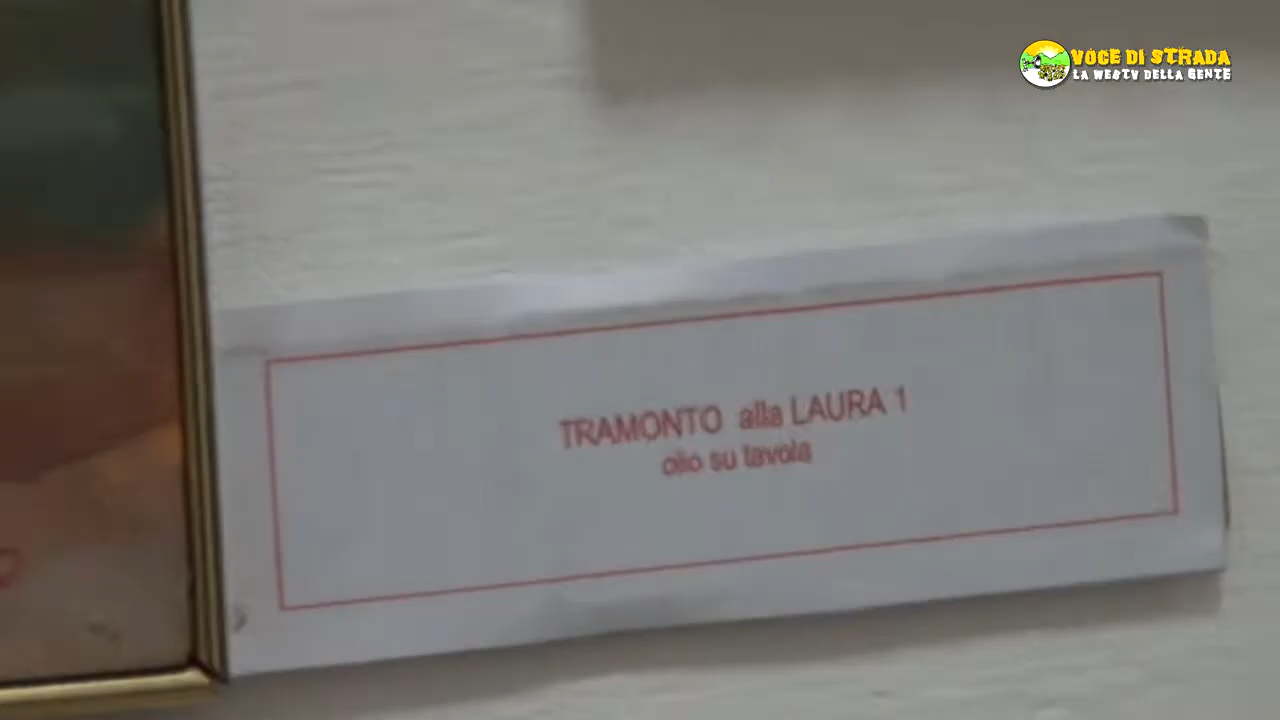 VOCE DI STRADA
LA WEBTV DELLA GENTE
TRAMONTO alla LAURA 1
olio su tavola